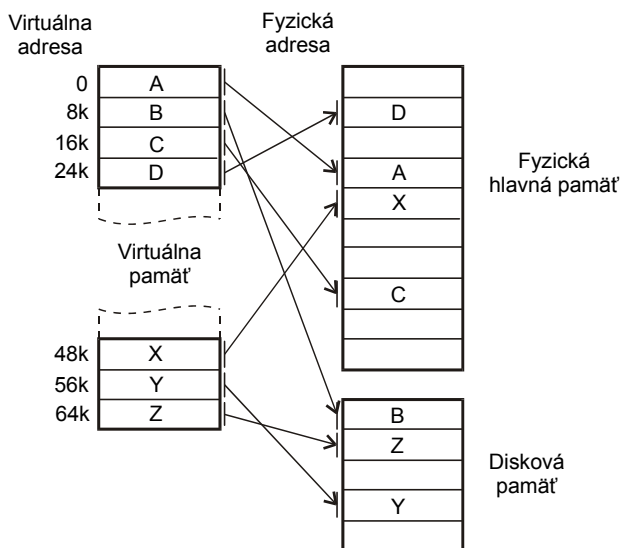 Virtuálna
adresa
Fyzická
adresa
0
A
8k
B
16k
C
24k
D
Virtuálna
pamäť
48k
X
56k
Y
64k
Z
D
A
X
C
Fyzická
hlavná pamäť
B
Z
Y
Disková
pamäť